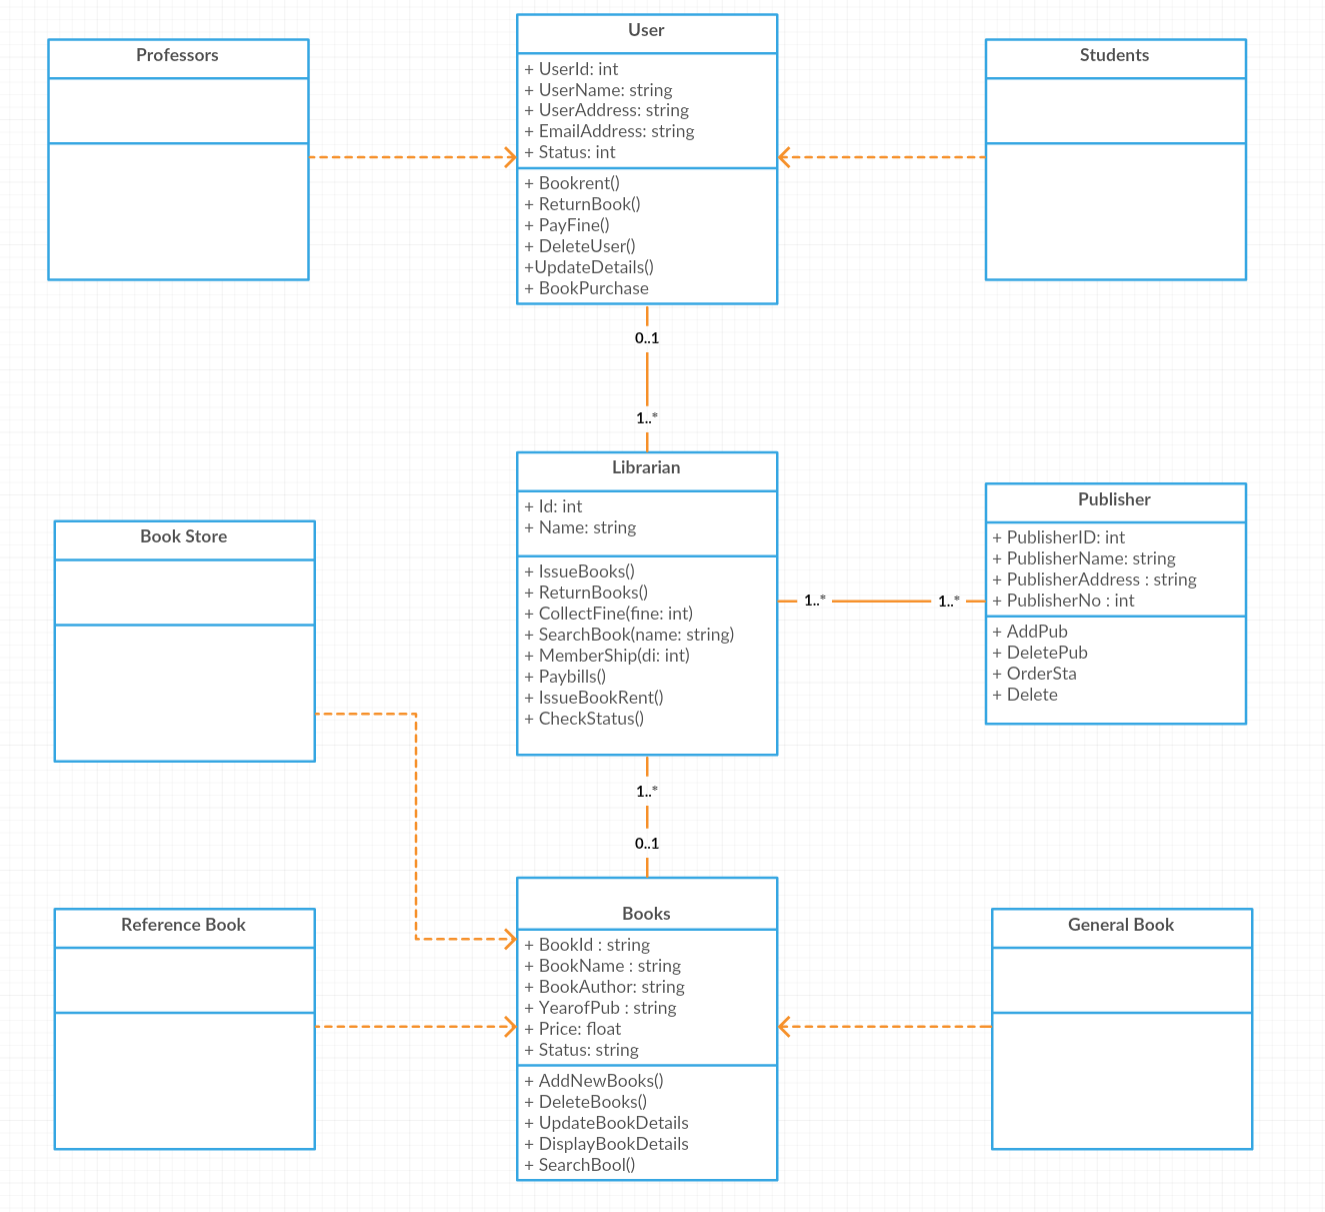 Professors
User
+ UserId: int
+ UserName: string
+ UserAddress: string
+ EmailAddress: string
+ Status: int
+ Bookrent()
+ ReturnBook()
+ PayFine()
+ DeleteUser()
+UpdateDetails()
+ BookPurchase
Students
0..1
1..*
Librarian
+ Id: int
+ Name: string
+ IssueBooks()
+ ReturnBooks()
+ CollectFine(fine: int)
+ SearchBook(name: string)
+ MemberShip(di: int)
+ Paybills()
+ IssueBookRent()
+ CheckStatus()
1..*
1..*
Publisher
+ PublisherID: int
+ PublisherName: string
+ PublisherAddress : string
+ PublisherNo : int
+ AddPub
+ DeletePub
+ OrderSta
+ Delete
Book Store
1..*
0..1
Reference Book
Books
+ BookId : string
+ BookName : string
+ BookAuthor: string
+ YearofPub : string
+ Price: float
+ Status: string
+ AddNewBooks()
+ DeleteBooks()
+ UpdateBookDetails
+ DisplayBookDetails
+ SearchBool()
General Book